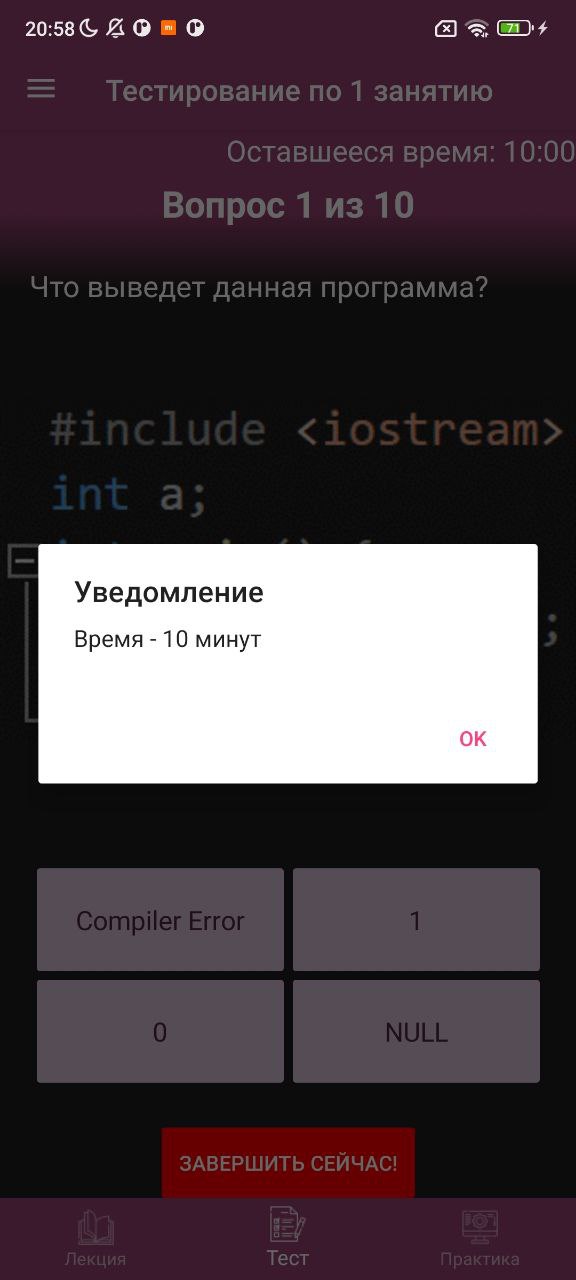 20:58
71
Тестирование по 1 занятию
Оставшееся время: 10:00
Вопрос 1 из 10
Что выведет данная программа?
#include <iostream>
int a;
;
Уведомление
Время - 10 минут
OK
Compiler Error
1
0
NULL
ЗАВЕРШИТЬ СЕЙЧАС!
Лекция
Тест
Практика